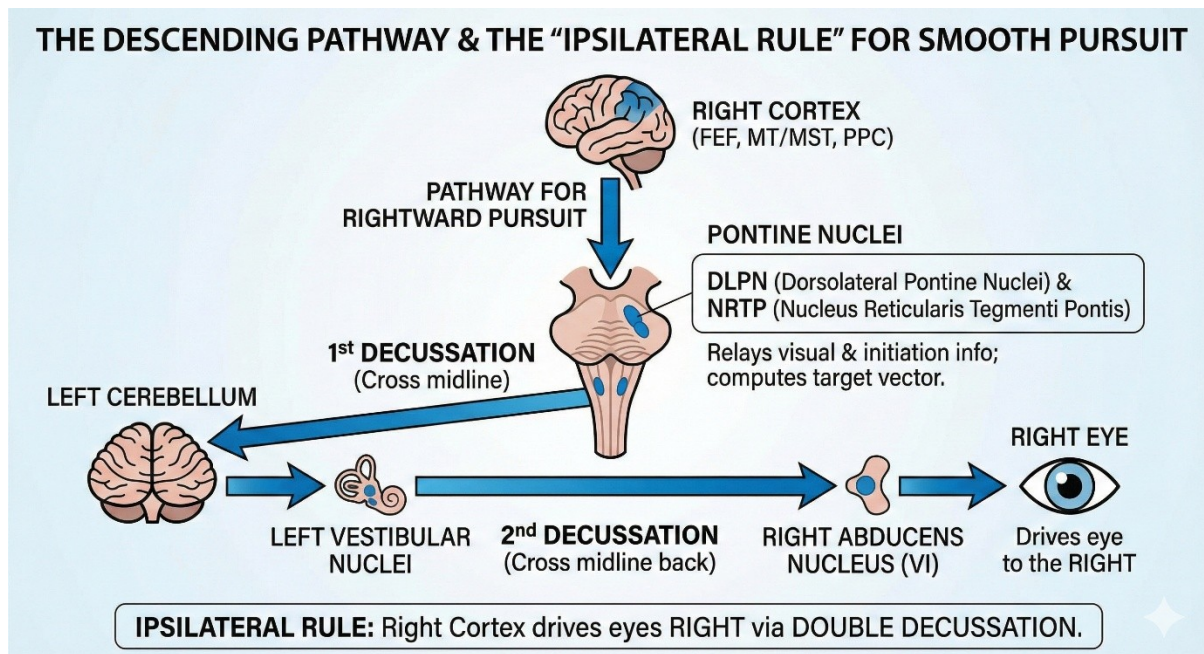 THE DESCENDING PATHWAY & THE “IPSILATERAL RULE” FOR SMOOTH PURSUIT
RIGHT CORTEX
(FEF, MT/MST, PPC)
PATHWAY FOR
RIGHTWARD PURSUIT
PONTINE NUCLEI
DLPN (Dorsolateral Pontine Nuclei) &
NRTP (Nucleus Reticularis Tegmenti Pontis)
Relays visual & initiation info;
computes target vector.
1st DECUSSATION
(Cross midline)
LEFT CEREBELLUM
LEFT VESTIBULAR
NUCLEI
2nd DECUSSATION
(Cross midline back)
RIGHT ABDUCENS
NUCLEUS (VI)
RIGHT EYE
Drives eye
to the RIGHT
IPSILATERAL RULE: Right Cortex drives eyes RIGHT via DOUBLE DECUSSATION.